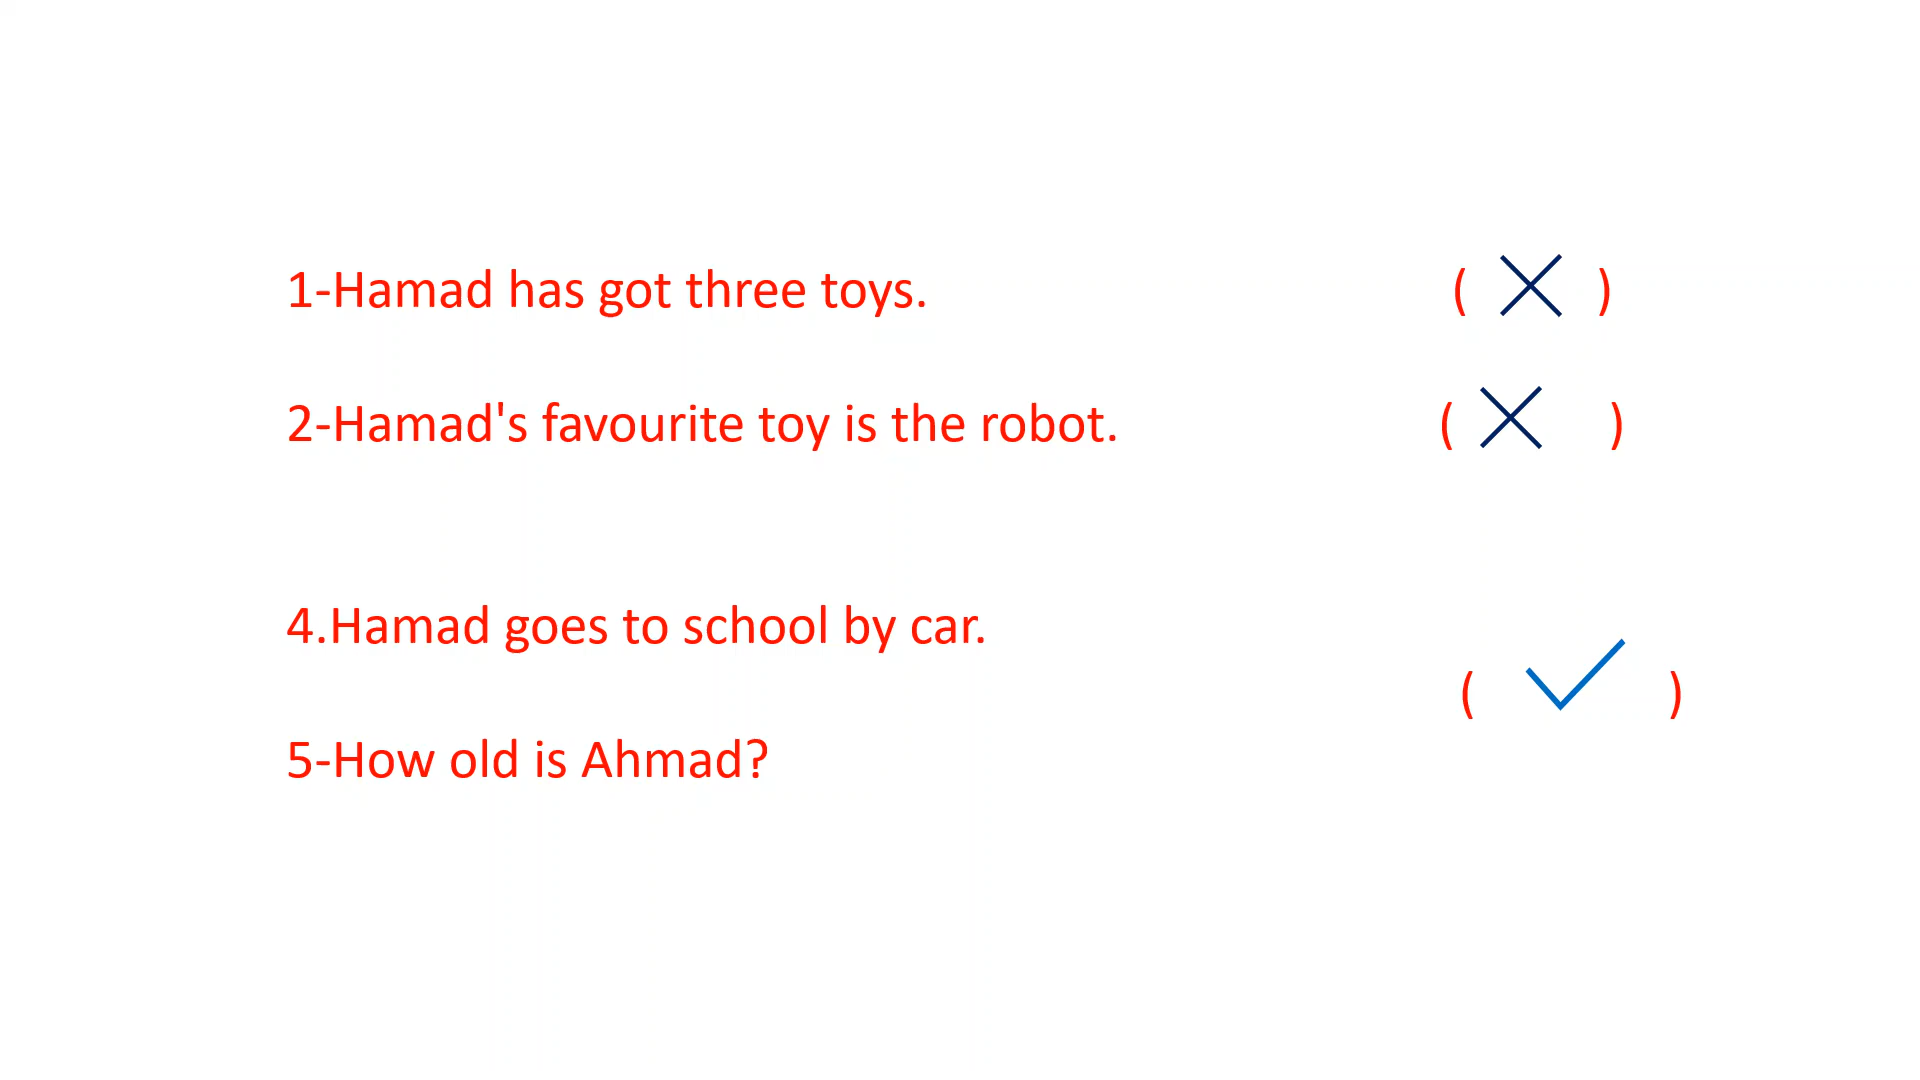 1-Hamad has got three toys. ( )
2-Hamad's favourite toy is the robot. ( )
4.Hamad goes to school by car.
( )
5-How old is Ahmad?